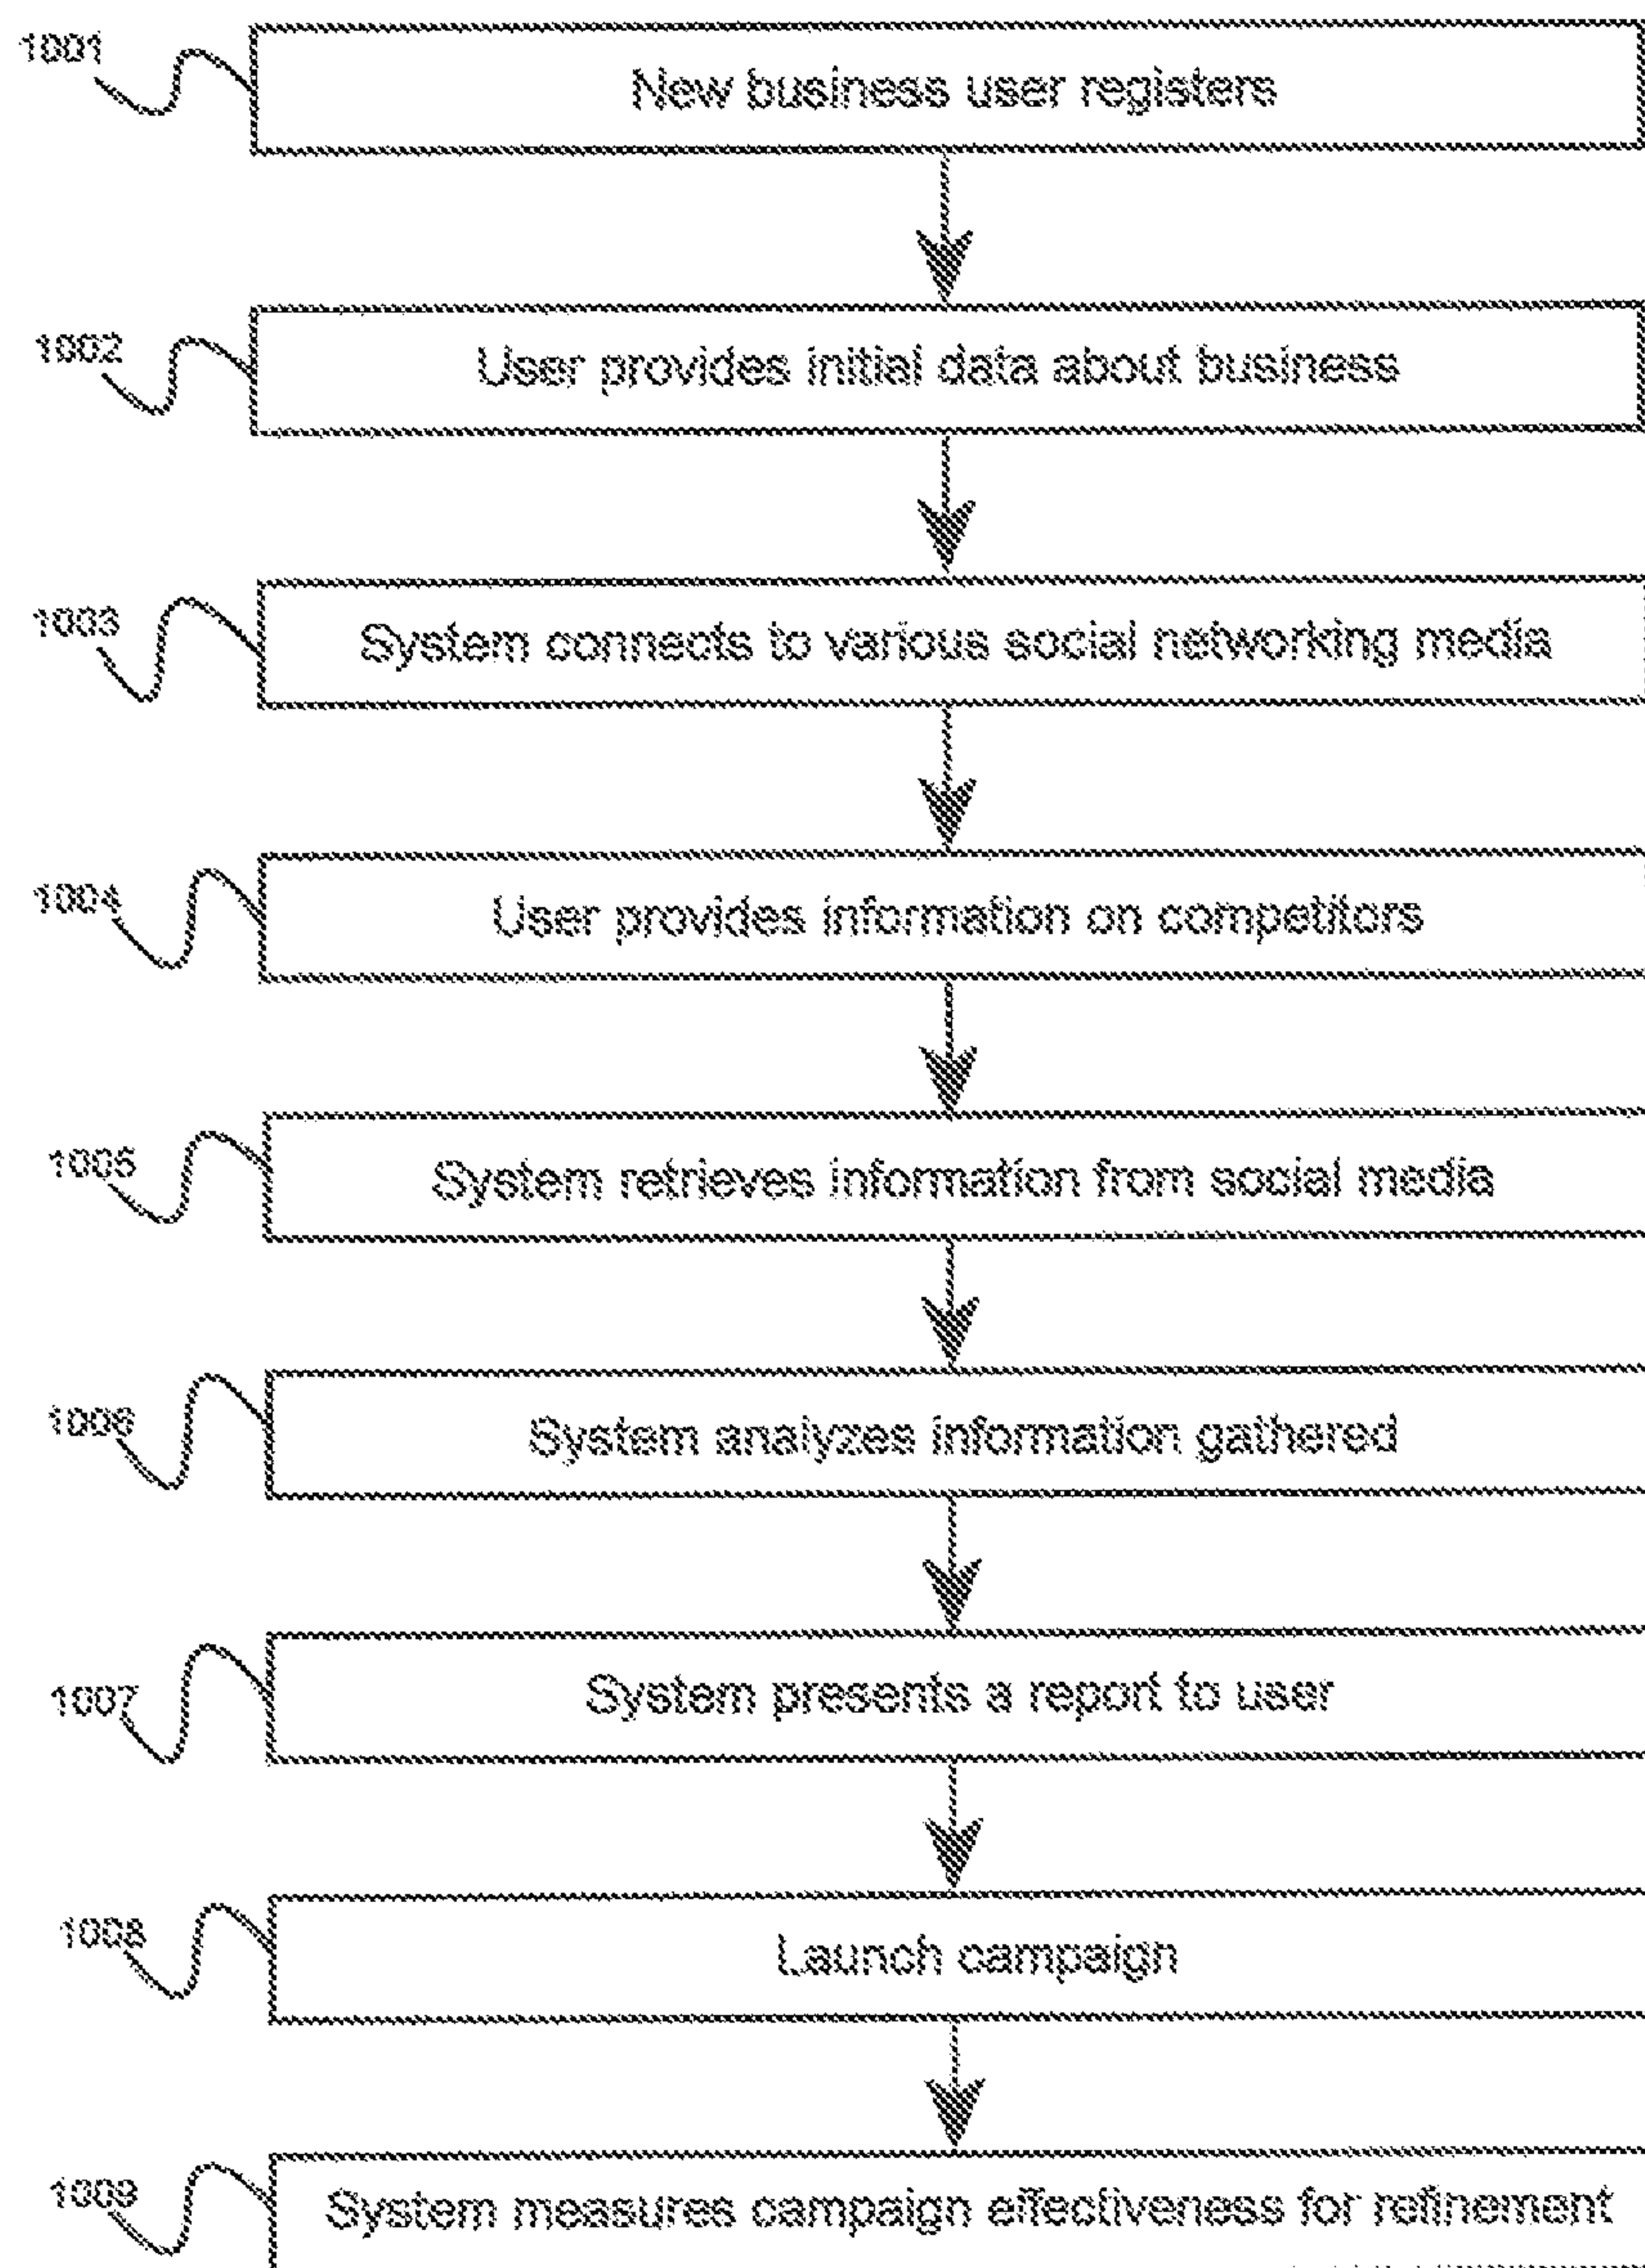 1001
New business user registers
1002
User provides initial data about business
1003
System connects to various social networking media
1004
User provides information on competitors
1005
System retrieves information from social media
1006
System analyzes information gathered
1007
System presents a report to user
1008
Launch campaign
1009
System measures campaign effectiveness for refinement